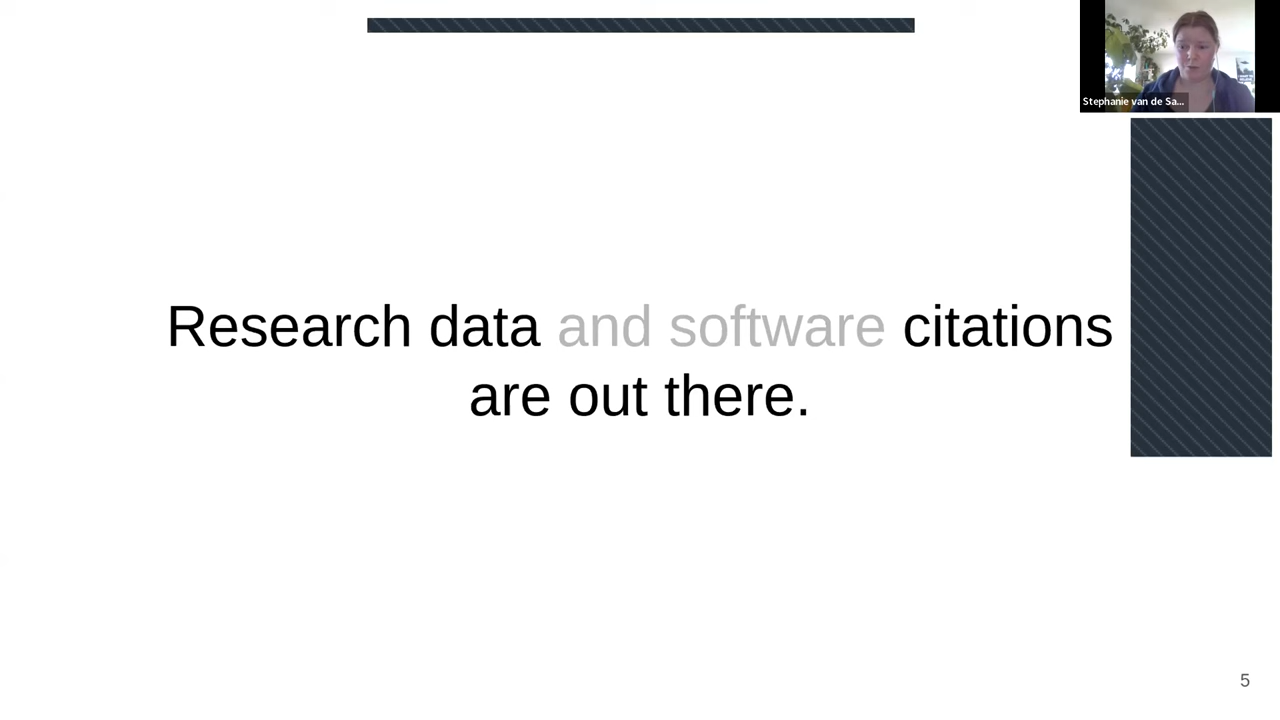 Stephanie van de Sa...
Research data and software citations
are out there.
5